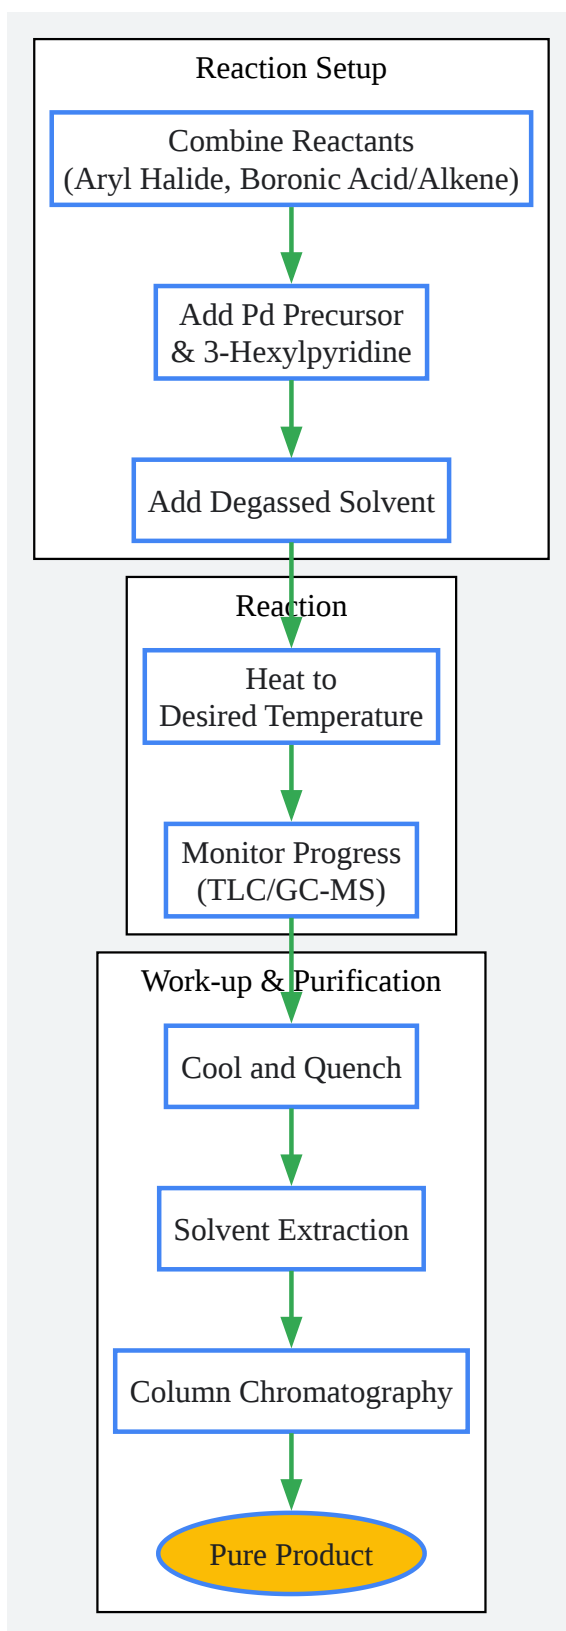 Reaction Setup
Combine Reactants
(Aryl Halide, Boronic Acid/Alkene)
Add Pd Precursor
& 3-Hexylpyridine
Add Degassed Solvent
Reaction
Heat to
Desired Temperature
Monitor Progress
(TLC/GC-MS)
Work-up & Purification
Cool and Quench
Solvent Extraction
Column Chromatography
Pure Product